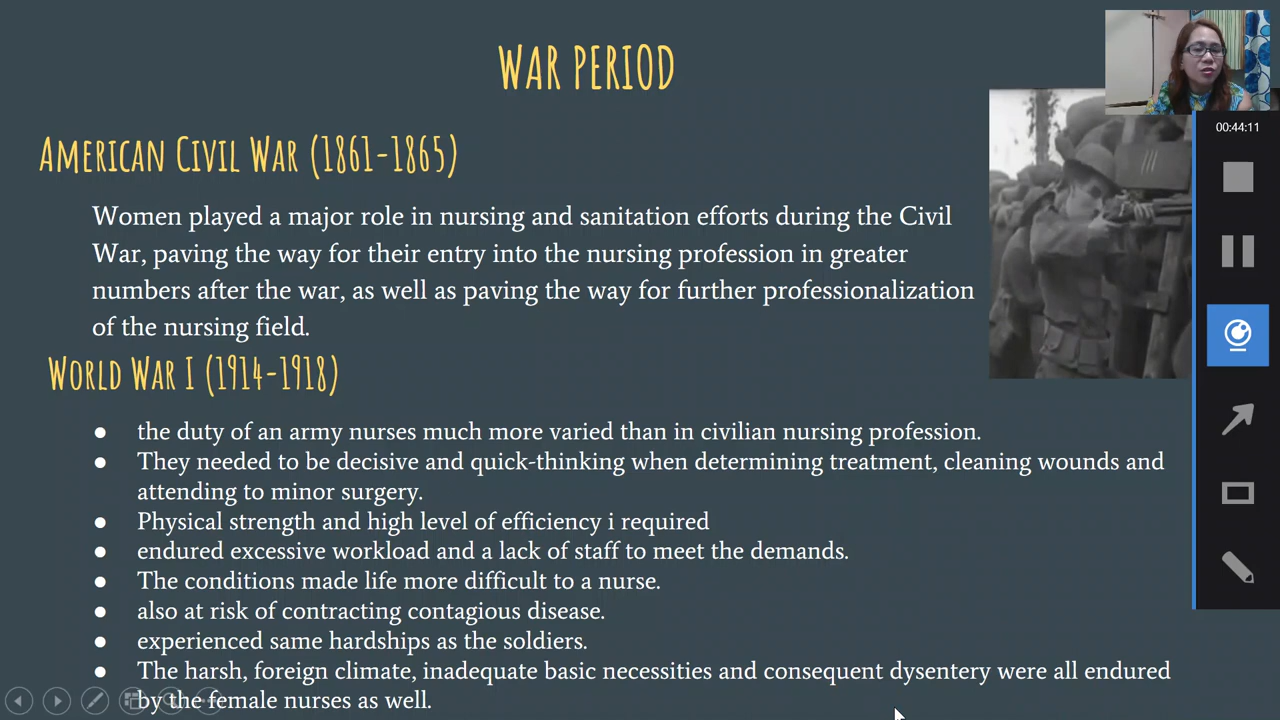 WAR PERIOD
00:44:11
AMERICAN CIVIL WAR (1861-1865)
Women played a major role in nursing and sanitation efforts during the Civil
War, paving the way for their entry into the nursing profession in greater
numbers after the war, as well as paving the way for further professionalization
of the nursing field.
WORLD WAR I (1914-1918)
● the duty of an army nurses much more varied than in civilian nursing profession.
● They needed to be decisive and quick-thinking when determining treatment, cleaning wounds and
attending to minor surgery.
● Physical strength and high level of efficiency i required
● endured excessive workload and a lack of staff to meet the demands.
● The conditions made life more difficult to a nurse.
● also at risk of contracting contagious disease.
● experienced same hardships as the soldiers.
● The harsh, foreign climate, inadequate basic necessities and consequent dysentery were all endured
by the female nurses as well.